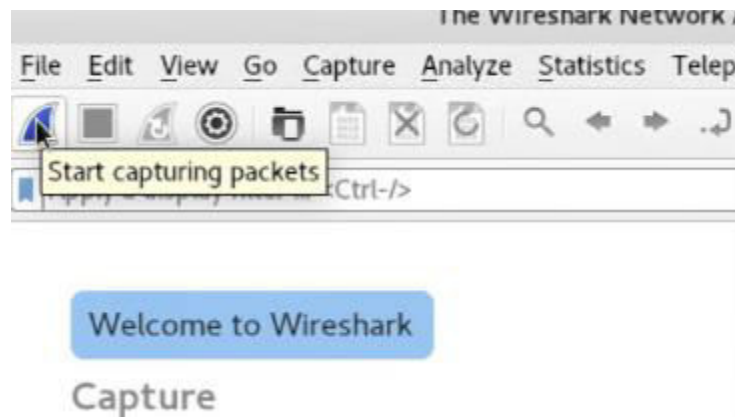 The Wireshark Network
File Edit View Go Capture Analyze Statistics Telep
Start capturing packets
<Ctrl-/>
Welcome to Wireshark
Capture